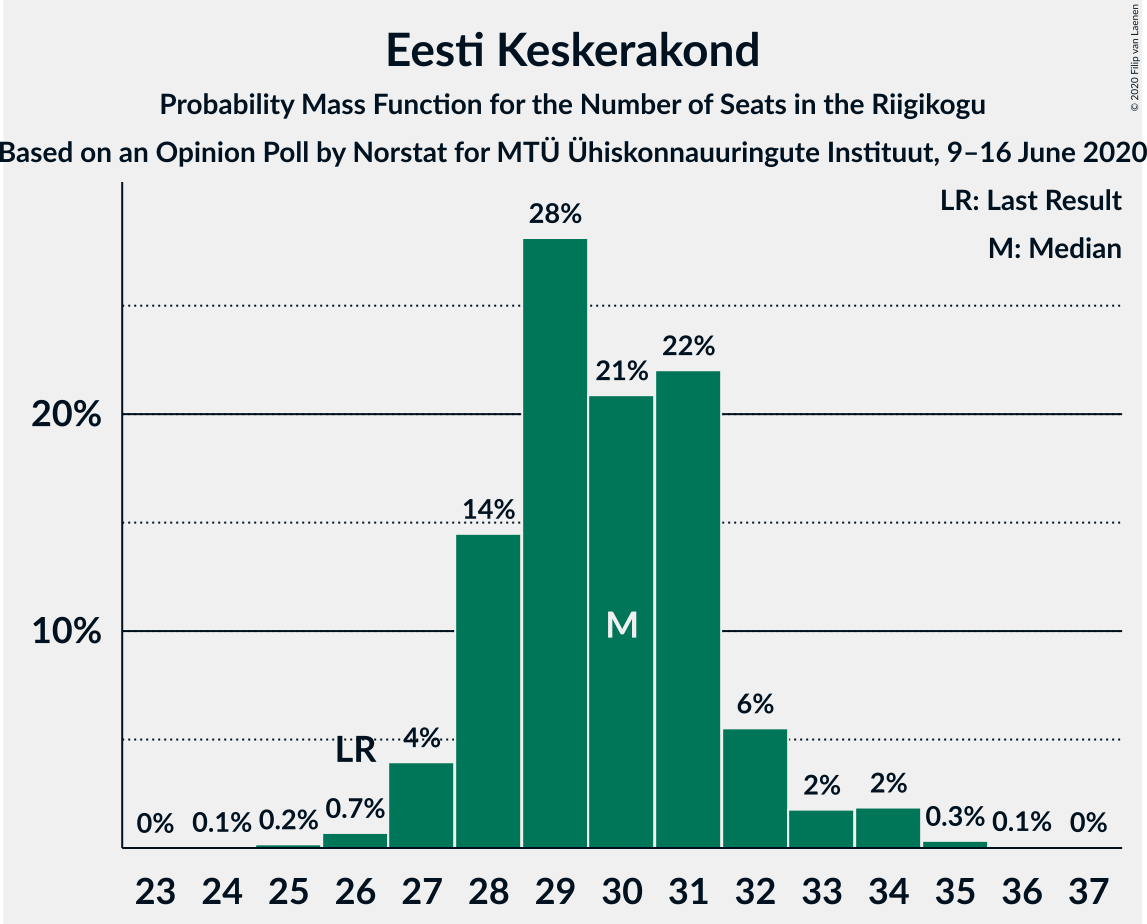 Eesti Keskerakond
Probability Mass Function for the Number of Seats in the Riigikogu
Based on an Opinion Poll by Norstat for MTÜ Ühiskonnauuringute Instituut, 9–16 June 2020
© 2020 Filip van Laenen
LR: Last Result
M: Median
28%
22%
21%
20%
14%
10%
M
6%
LR
4%
2%
2%
0.7%
0%
0.1%
0.2%
0.3%
0.1%
0%
23 24 25 26 27 28 29 30 31 32 33 34 35 36 37